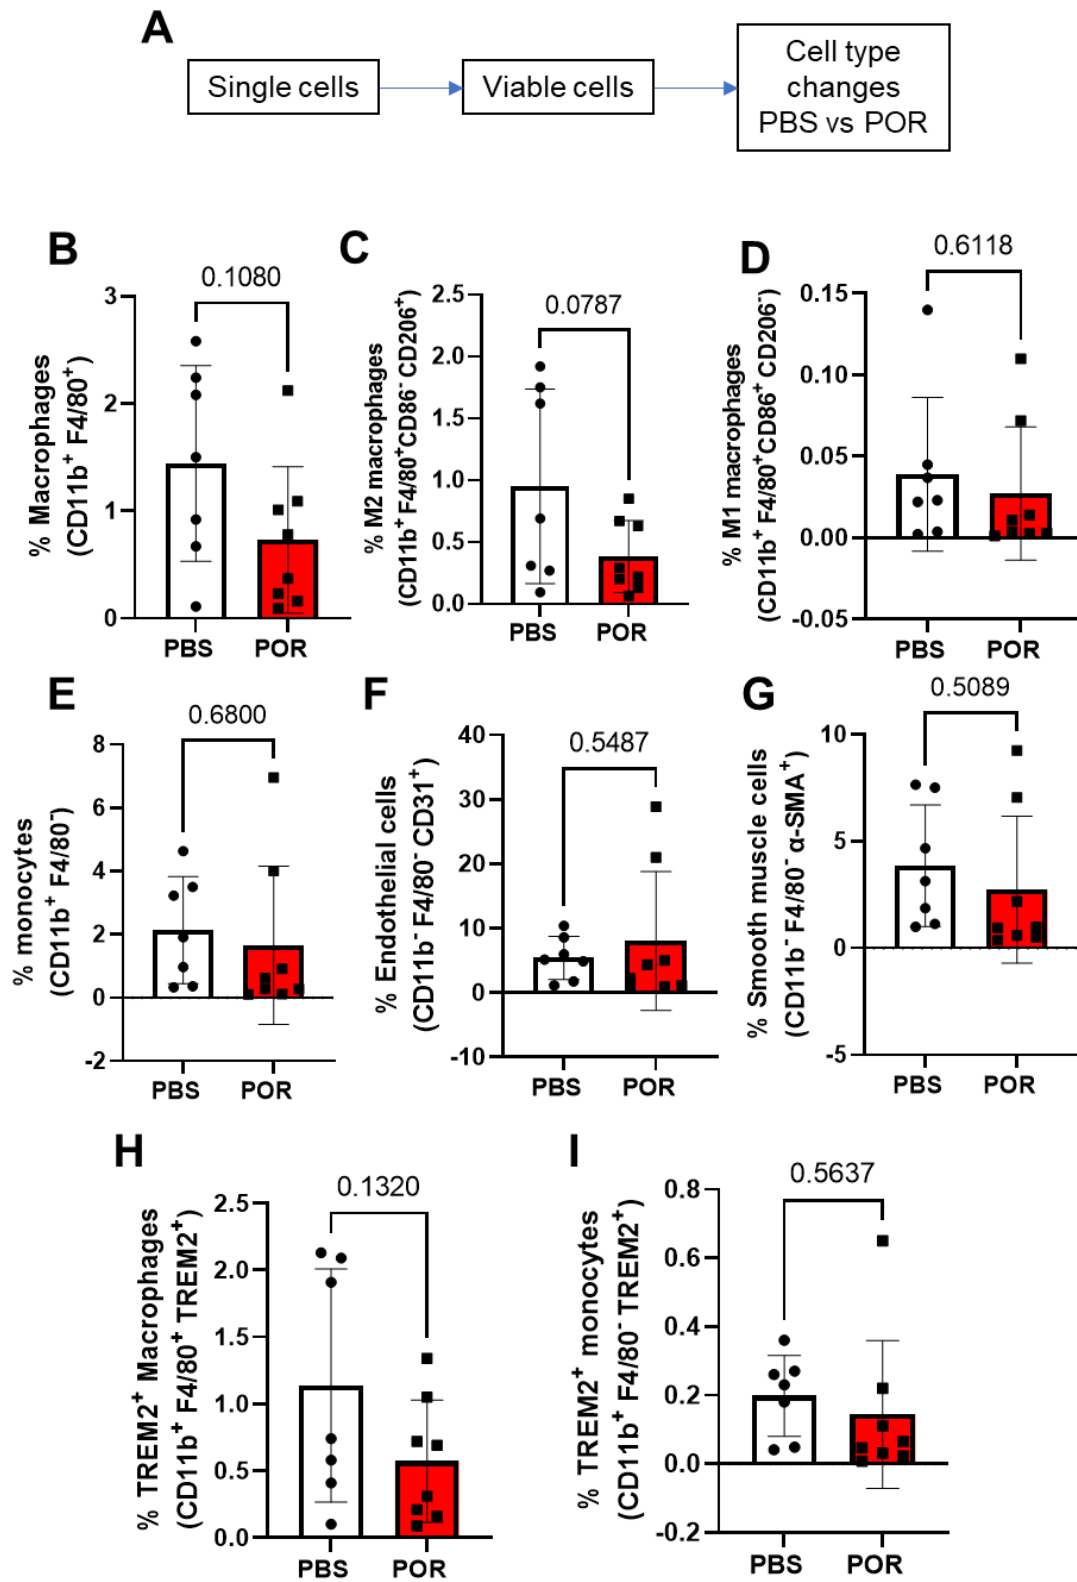 A
Single cells
Viable cells
Cell type
changes
PBS vs POR
B
% Macrophages
(CD11b⁺ F4/80⁺)
0.1080
3
2
1
0
PBS
POR
C
% M2 macrophages
(CD11b⁺ F4/80⁺CD86⁻ CD206⁺)
0.0787
2.5
2.0
1.5
1.0
0.5
0.0
PBS
POR
D
% M1 macrophages
(CD11b⁺ F4/80⁺CD86⁺ CD206⁻)
0.6118
0.15
0.10
0.05
0.00
-0.05
PBS
POR
E
% monocytes
(CD11b⁺ F4/80⁻)
0.6800
8
6
4
2
0
-2
PBS
POR
F
% Endothelial cells
(CD11b⁻ F4/80⁻ CD31⁺)
0.5487
40
30
20
10
0
-10
PBS
POR
G
% Smooth muscle cells
(CD11b⁻ F4/80⁻ α-SMA⁺)
0.5089
10
5
0
-5
PBS
POR
H
% TREM2⁺ Macrophages
(CD11b⁺ F4/80⁺ TREM2⁺)
0.1320
2.5
2.0
1.5
1.0
0.5
0.0
PBS
POR
I
% TREM2⁺ monocytes
(CD11b⁺ F4/80⁻ TREM2⁺)
0.5637
0.8
0.6
0.4
0.2
0.0
-0.2
PBS
POR